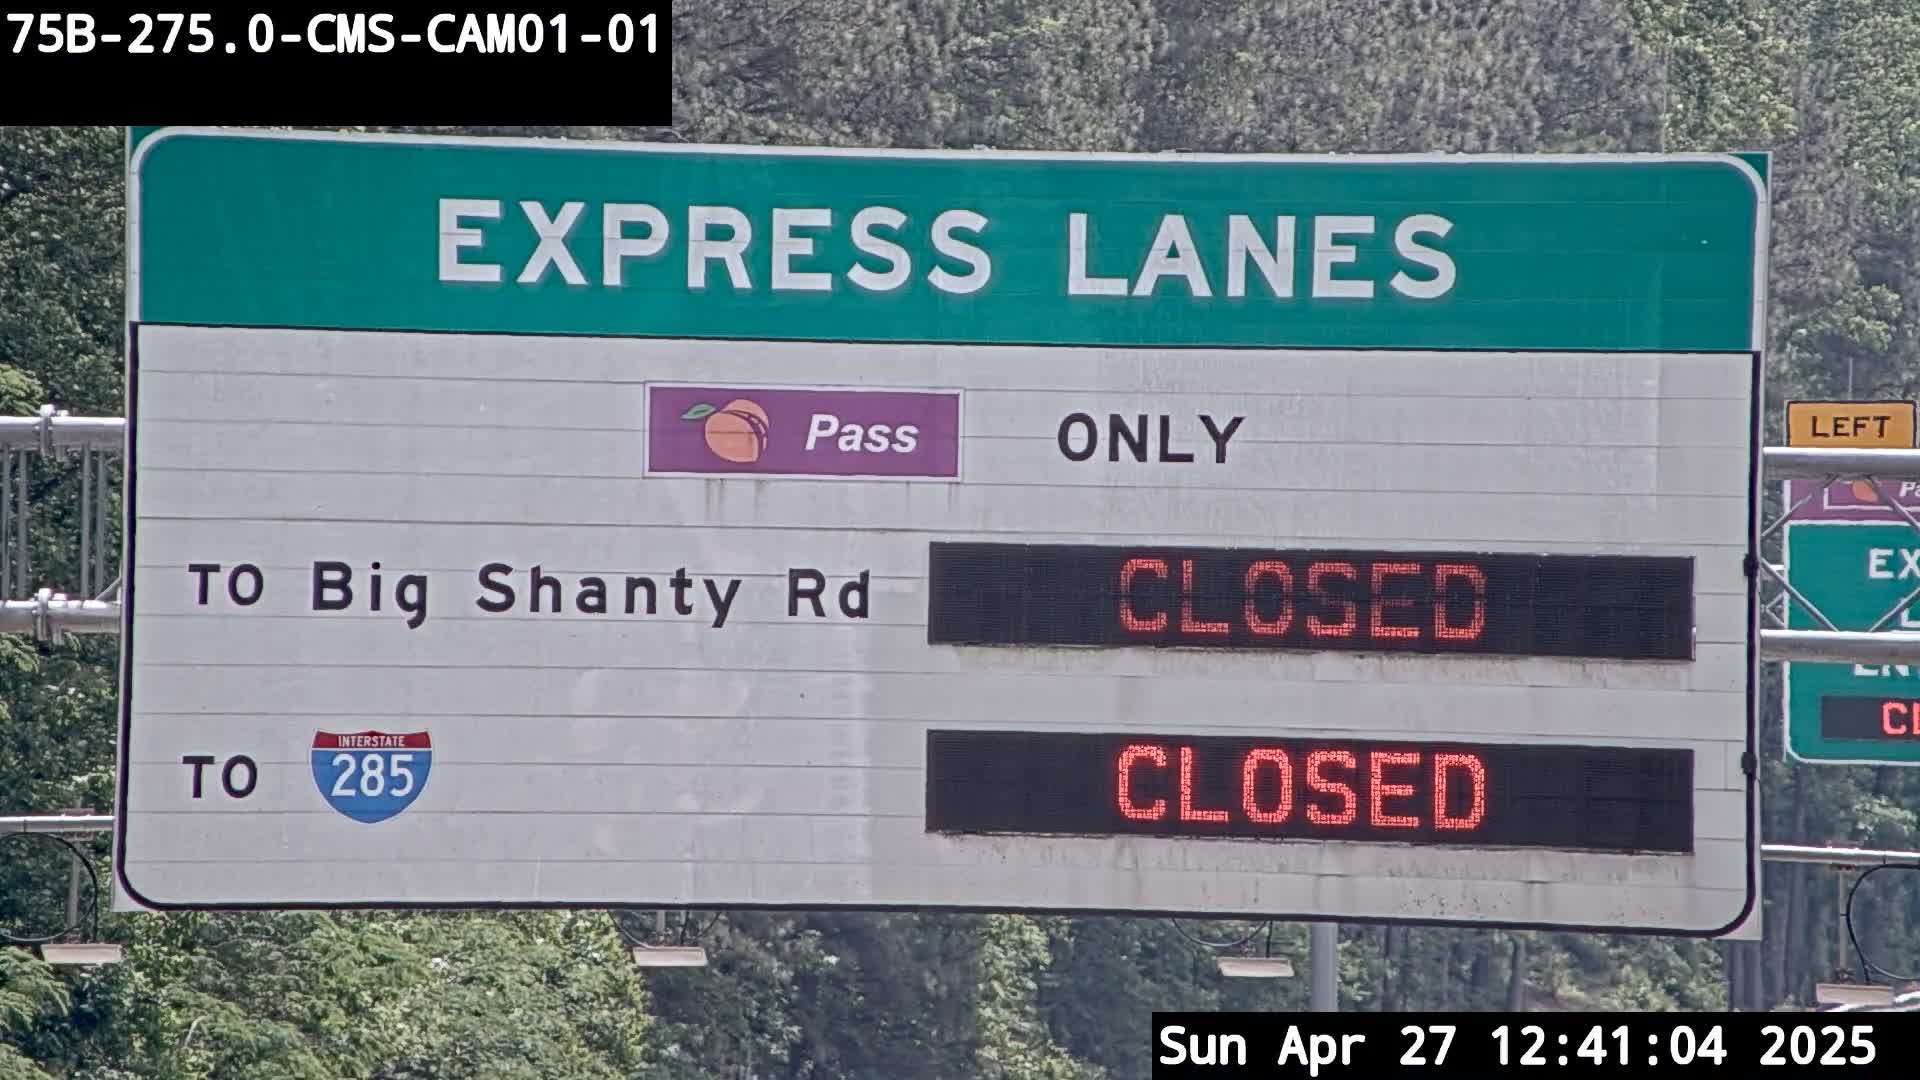 75B-275.0-CMS-CAM01-01
EXPRESS LANES
Pass ONLY
TO Big Shanty Rd CLOSED
TO INTERSTATE 285 CLOSED
LEFT
Sun Apr 27 12:41:04 2025